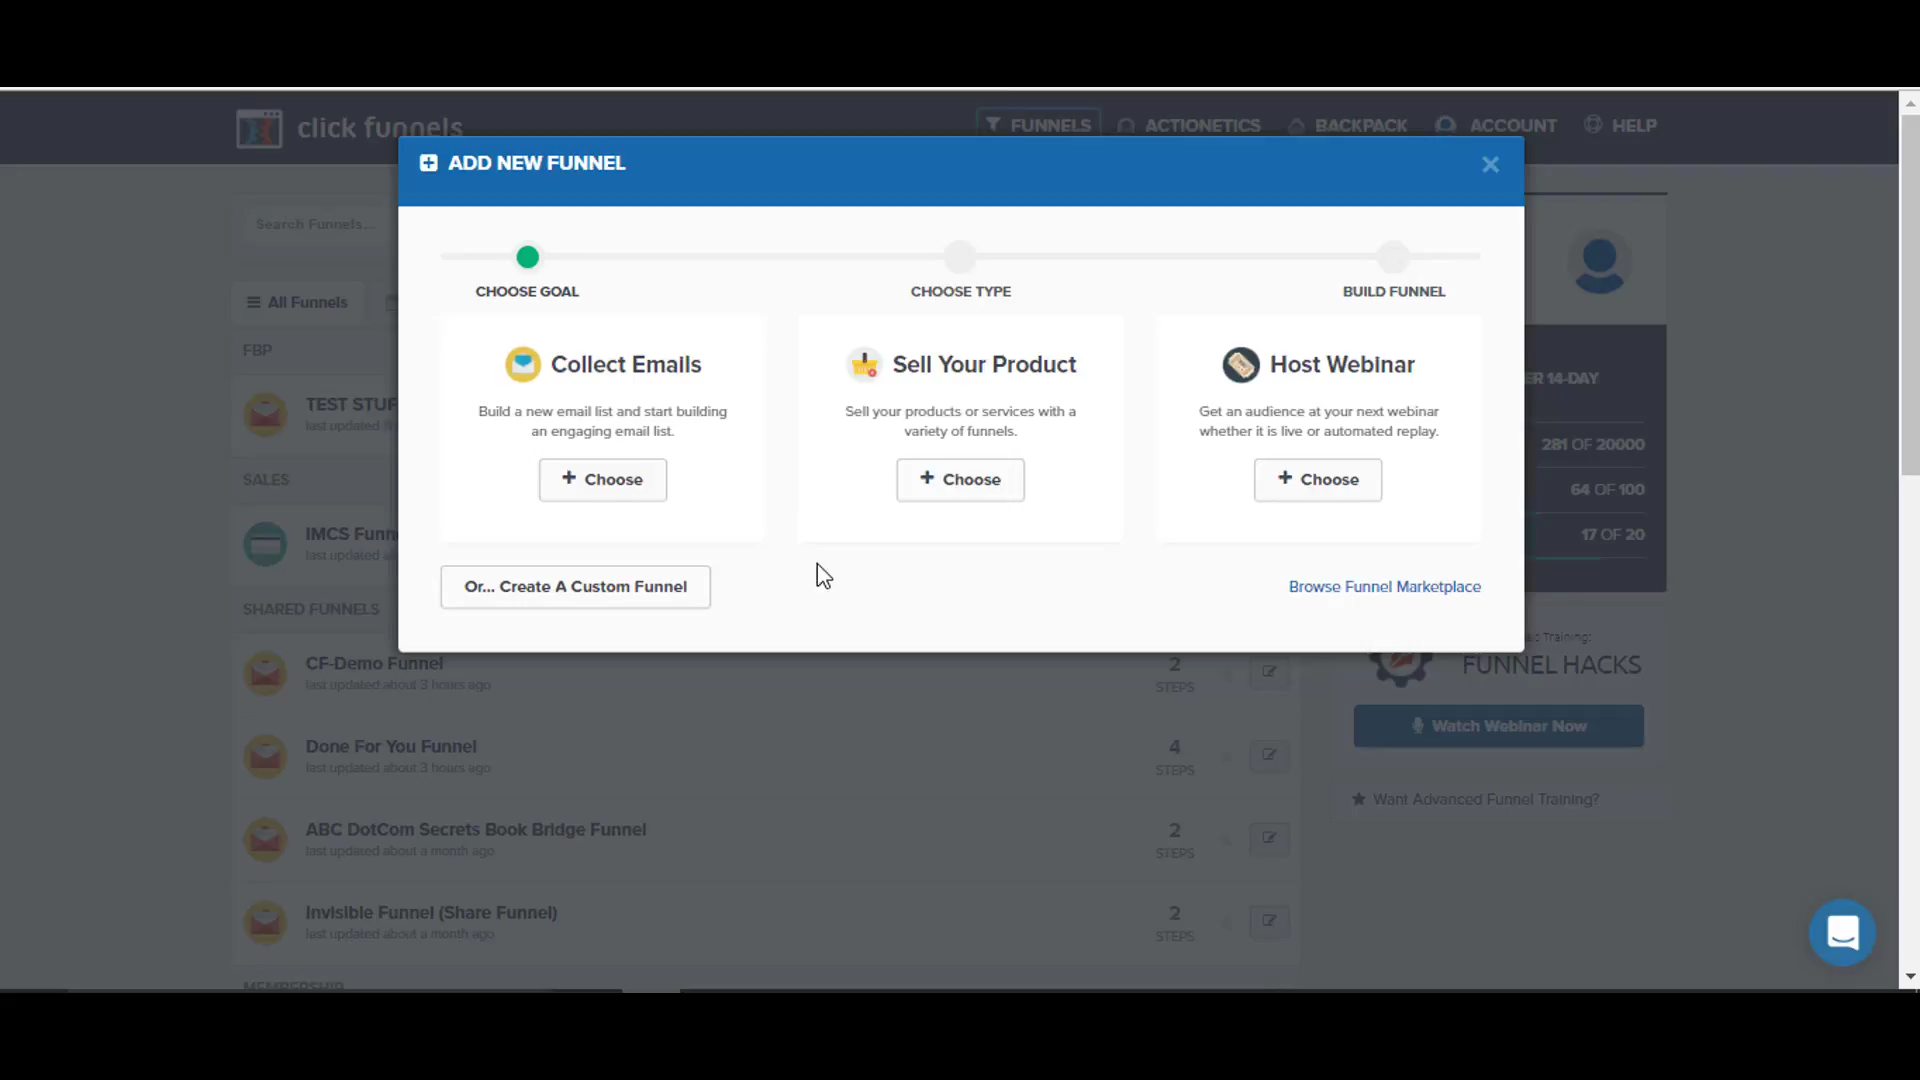 click funnels
FUNNELS
ACTIONETICS
BACKPACK
ACCOUNT
HELP
ADD NEW FUNNEL
Search Funnels...
CHOOSE GOAL
CHOOSE TYPE
BUILD FUNNEL
All Funnels
FBP
Collect Emails
Build a new email list and start building
an engaging email list.
+ Choose
Sell Your Product
Sell your products or services with a
variety of funnels.
+ Choose
Host Webinar
Get an audience at your next webinar
whether it is live or automated replay.
+ Choose
14-DAY
TEST STUF
last updated
281 OF 20000
SALES
64 OF 100
IMCS Funn
last updated
17 OF 20
Or... Create A Custom Funnel
Browse Funnel Marketplace
SHARED FUNNELS
CF-Demo Funnel
last updated about 3 hours ago
2
STEPS
Training:
FUNNEL HACKS
Watch Webinar Now
Done For You Funnel
last updated about 3 hours ago
4
STEPS
Want Advanced Funnel Training?
ABC DotCom Secrets Book Bridge Funnel
last updated about a month ago
2
STEPS
Invisible Funnel (Share Funnel)
last updated about a month ago
2
STEPS
MEMBERSHIP